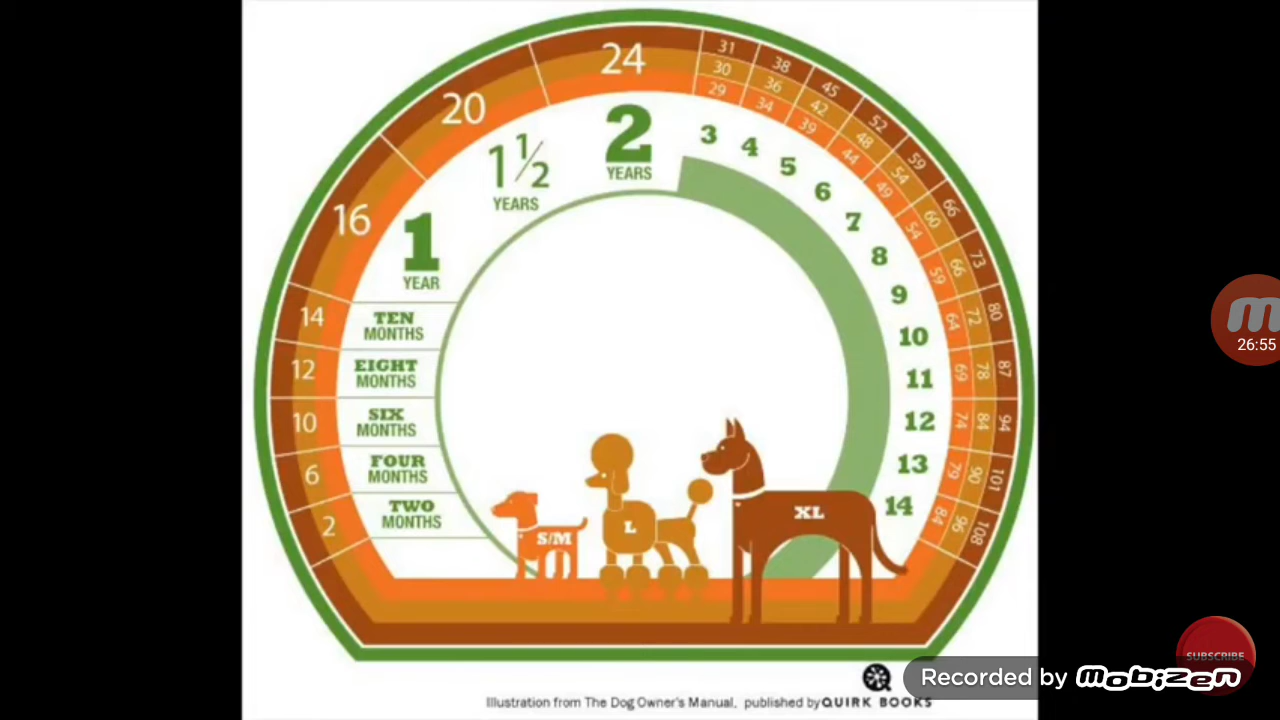 24
20
16
14
12
10
6
2
31 38 45 52 59 66 73 80 87 94 101 108
30 36 42 48 54 60 66 72 78 84 90 96
29 34 39 44 49 54 59 64 69 74 79 84
2
YEARS
1 1/2
YEARS
1
YEAR
TEN
MONTHS
EIGHT
MONTHS
SIX
MONTHS
FOUR
MONTHS
TWO
MONTHS
3
4
5
6
7
8
9
10
11
12
13
14
S/M
L
XL
26:55
SUBSCRIBE
Recorded by MOBIZEN
Illustration from The Dog Owner's Manual, published by QUIRK BOOKS